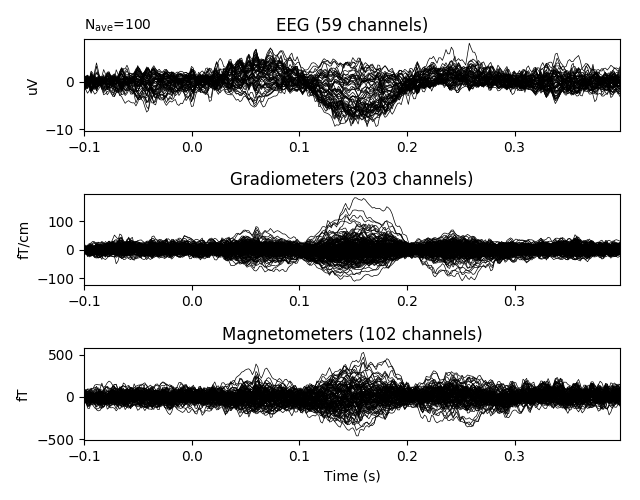 Nave=100
EEG (59 channels)
uV
0
−10
−0.1 0.0 0.1 0.2 0.3
Gradiometers (203 channels)
fT/cm
100
0
−100
−0.1 0.0 0.1 0.2 0.3
Magnetometers (102 channels)
fT
500
0
−500
−0.1 0.0 0.1 0.2 0.3
Time (s)